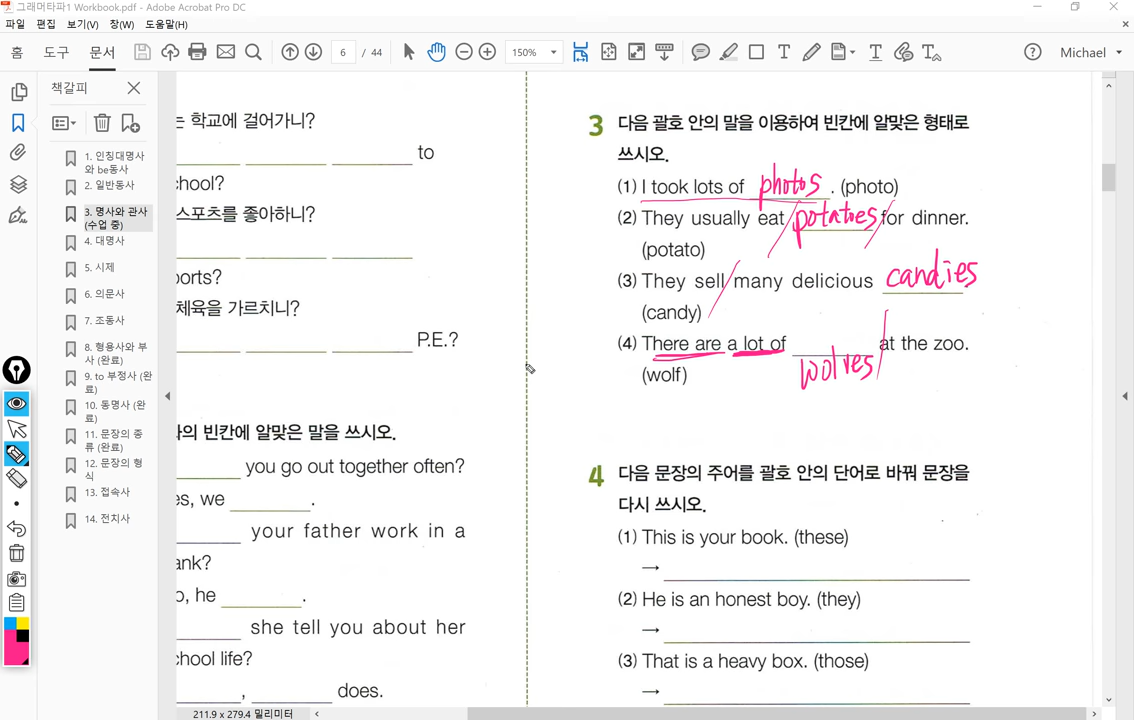 그래머타파1 Workbook.pdf - Adobe Acrobat Pro DC
파일 편집 보기(V) 창(W) 도움말(H)
홈 도구 문서 6 / 44 150% Michael
책갈피
1. 인칭대명사
와 be동사
2. 일반동사
3. 명사와 관사
(수업 중)
4. 대명사
5. 시제
6. 의문사
7. 조동사
8. 형용사와 부
사 (완료)
9. to 부정사 (완
료)
10. 동명사 (완
료)
11. 문장의 종
류 (완료)
12. 문장의 형
식
13. 접속사
14. 전치사
는 학교에 걸어가니?
to
chool?
스포츠를 좋아하니?
ports?
체육을 가르치니?
P.E.?
의 빈칸에 알맞은 말을 쓰시오.
you go out together often?
es, we .
your father work in a
ank?
o, he .
she tell you about her
chool life?
, does.
3 다음 괄호 안의 말을 이용하여 빈칸에 알맞은 형태로
쓰시오.
(1) I took lots of photos . (photo)
(2) They usually eat potatoes for dinner.
(potato)
(3) They sell many delicious candies
(candy)
(4) There are a lot of wolves at the zoo.
(wolf)
4 다음 문장의 주어를 괄호 안의 단어로 바꿔 문장을
다시 쓰시오.
(1) This is your book. (these)
→
(2) He is an honest boy. (they)
→
(3) That is a heavy box. (those)
→
211.9 x 279.4 밀리미터